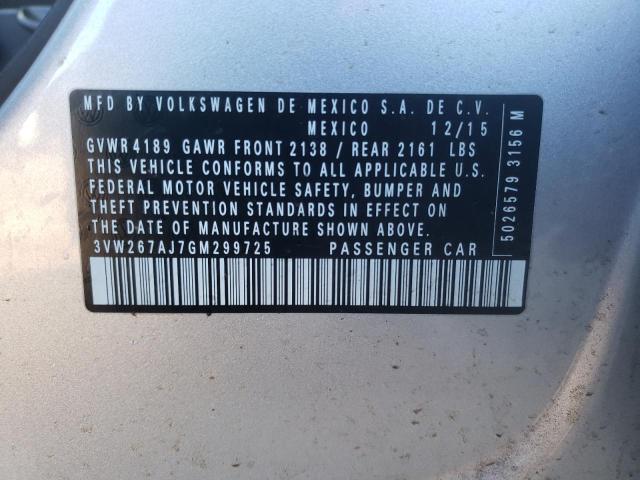 MFD BY VOLKSWAGEN DE MEXICO S.A. DE C.V.
MEXICO 12/15
GVWR 4189 GAWR FRONT 2138 / REAR 2161 LBS
THIS VEHICLE CONFORMS TO ALL APPLICABLE U.S.
FEDERAL MOTOR VEHICLE SAFETY, BUMPER AND
THEFT PREVENTION STANDARDS IN EFFECT ON
THE DATE OF MANUFACTURE SHOWN ABOVE.
3VW267AJ7GM299725 PASSENGER CAR
5026579 3156 M